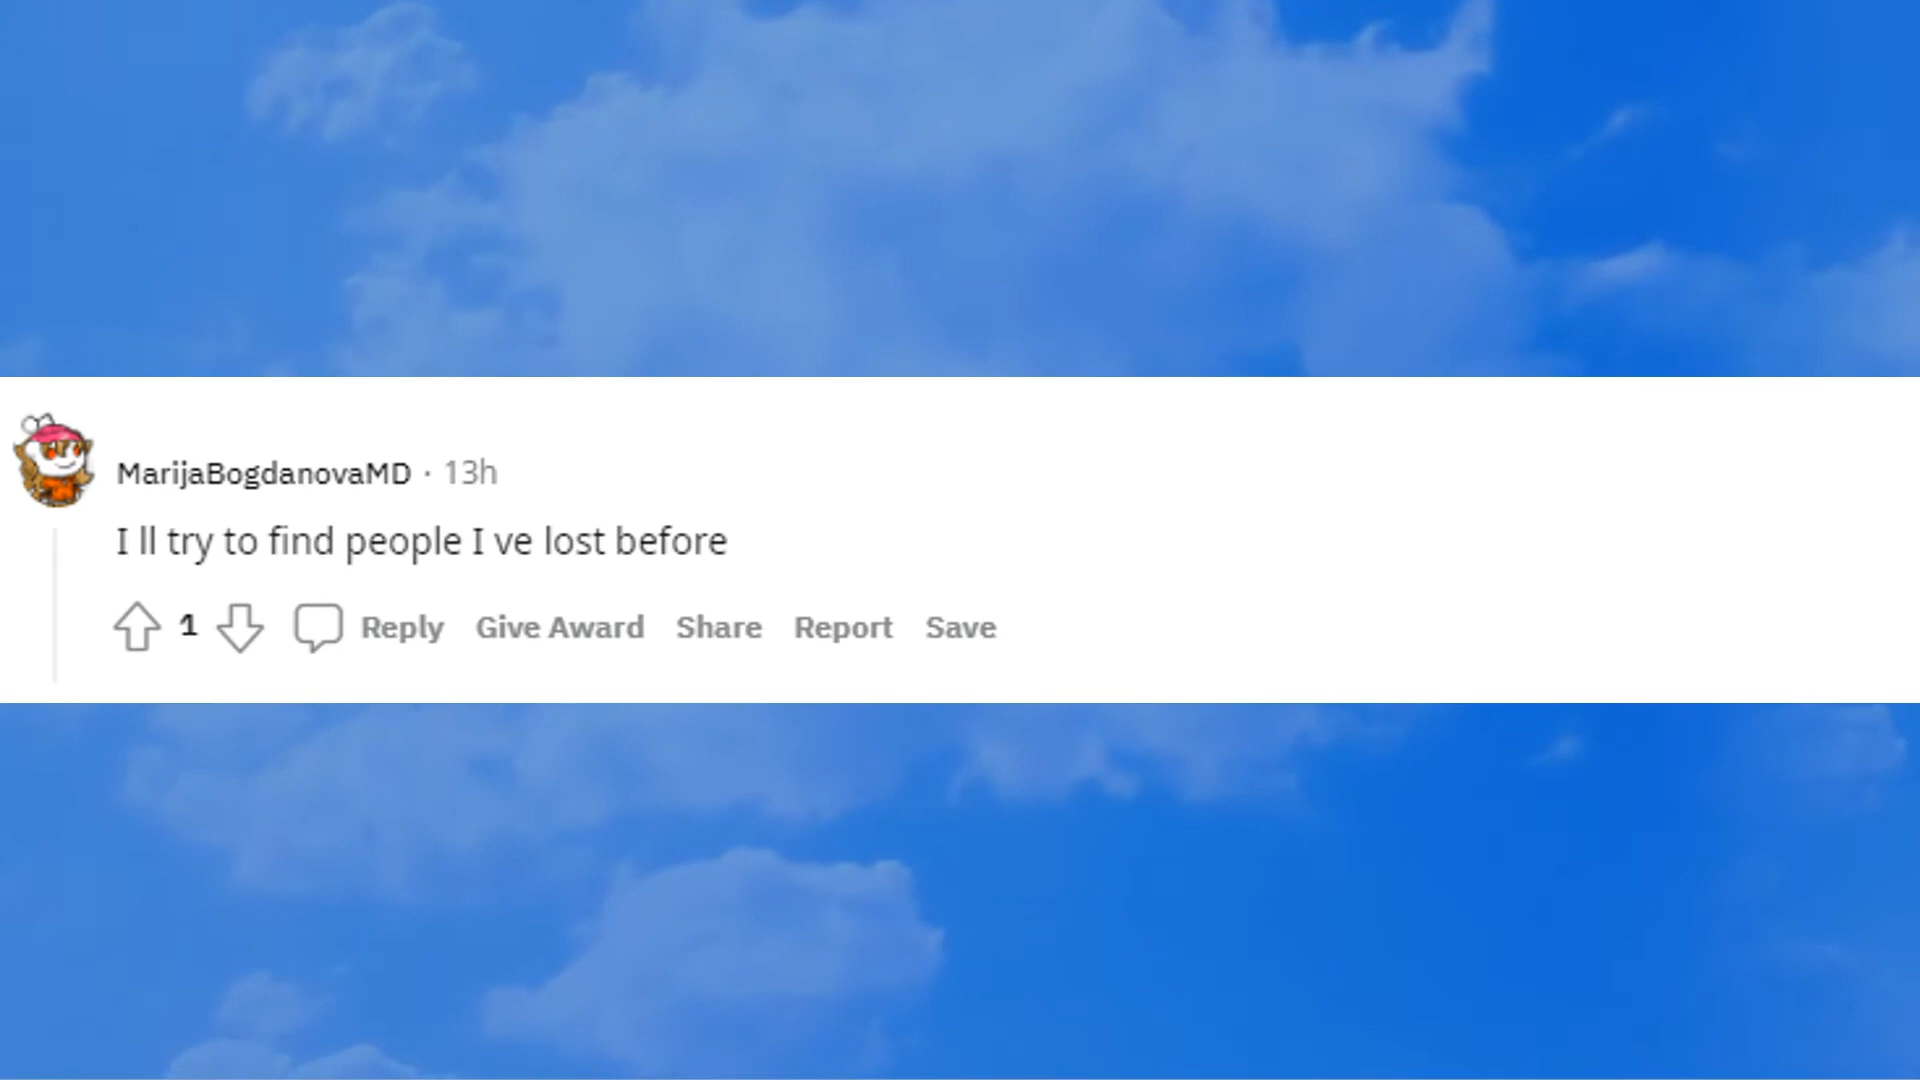 MarijaBogdanovaMD · 13h
I ll try to find people I ve lost before
1 Reply Give Award Share Report Save